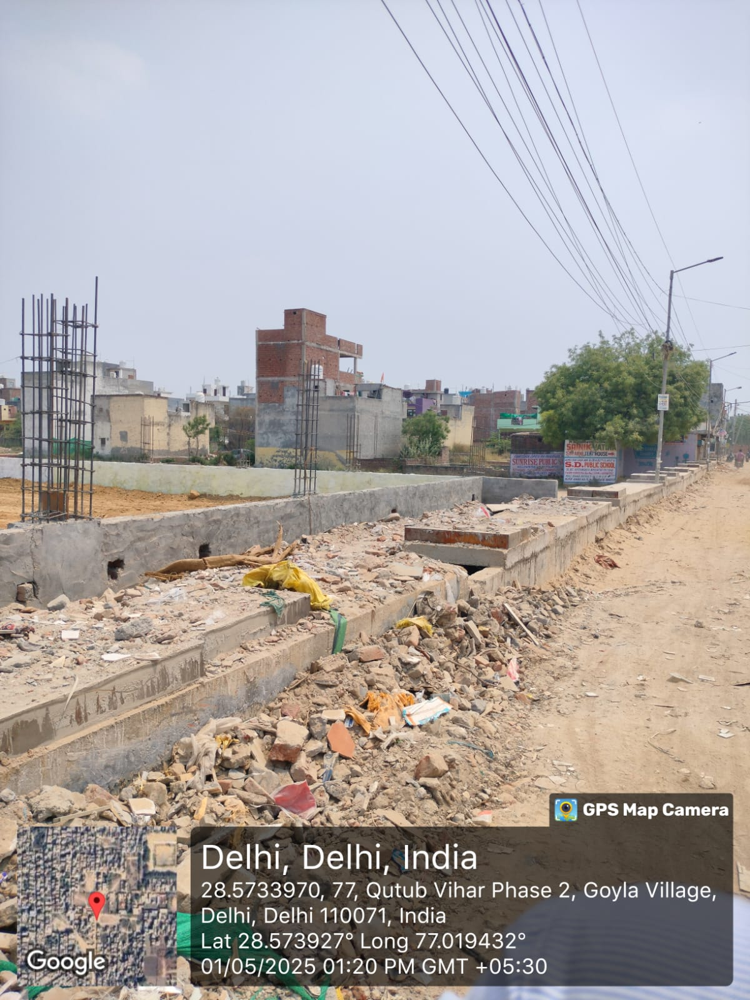 SAINIK VATI
TENT HOUSE
SUNRISE PUBLIC S
S.D. PUBLIC SCHOOL
GPS Map Camera
Delhi, Delhi, India
28.5733970, 77, Qutub Vihar Phase 2, Goyla Village,
Delhi, Delhi 110071, India
Lat 28.573927° Long 77.019432°
01/05/2025 01:20 PM GMT +05:30
Google